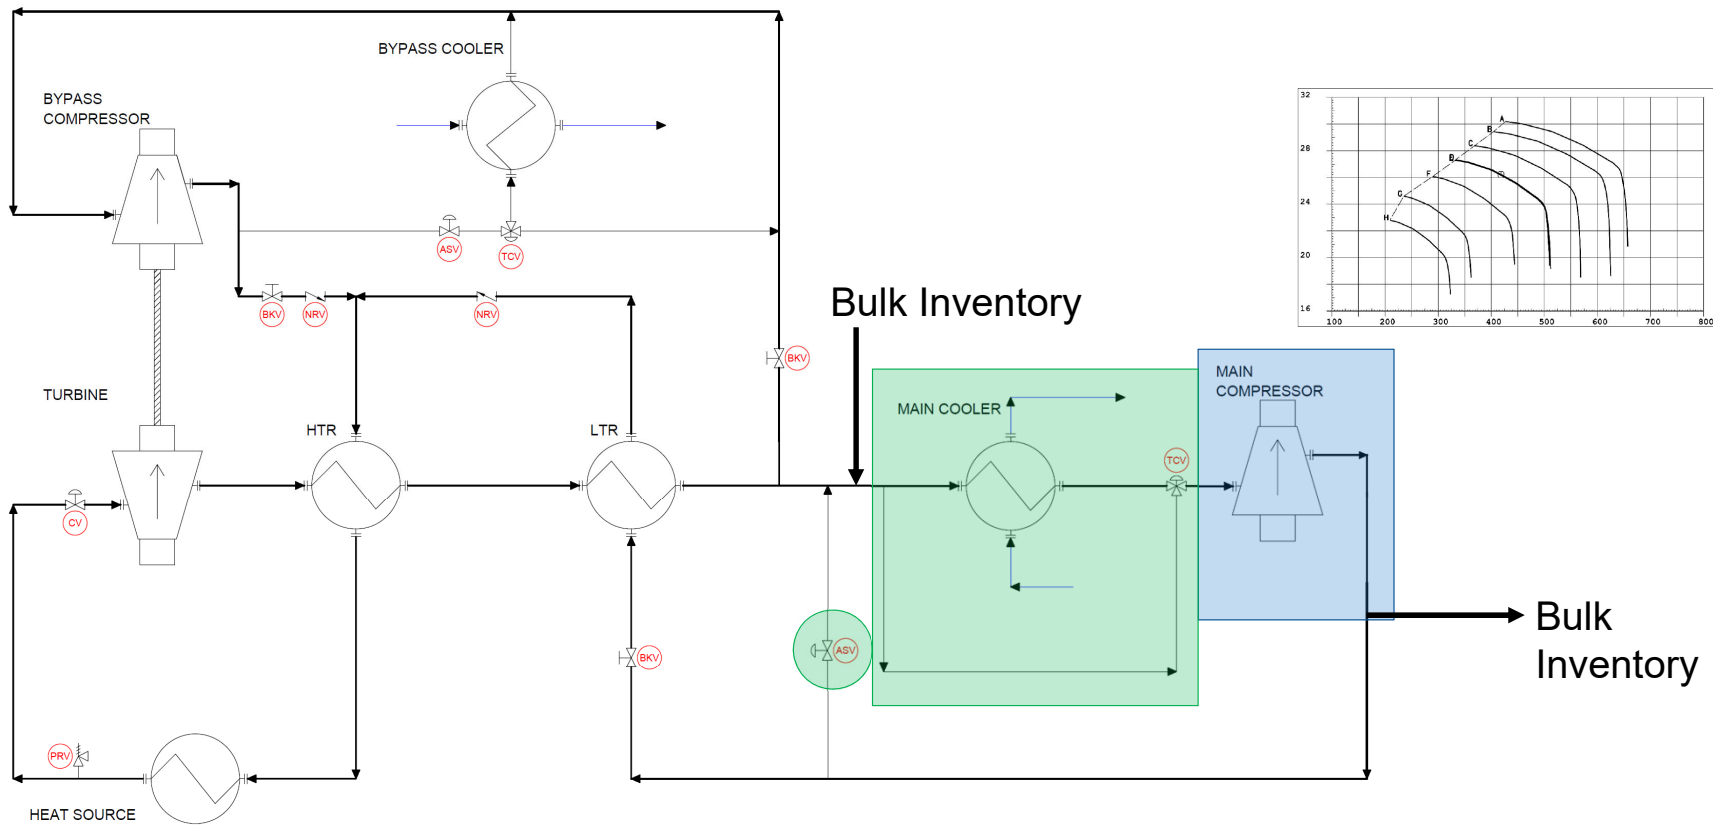 BYPASS COOLER
BYPASS
COMPRESSOR
ASV
TCV
BKV
NRV
NRV
BKV
TURBINE
HTR
LTR
CV
PRV
HEAT SOURCE
BKV
ASV
Bulk Inventory
MAIN COOLER
TCV
MAIN
COMPRESSOR
Bulk
Inventory
32
28
24
20
16
100
200
300
400
500
600
700
800
A
B
C
D
F
G
H